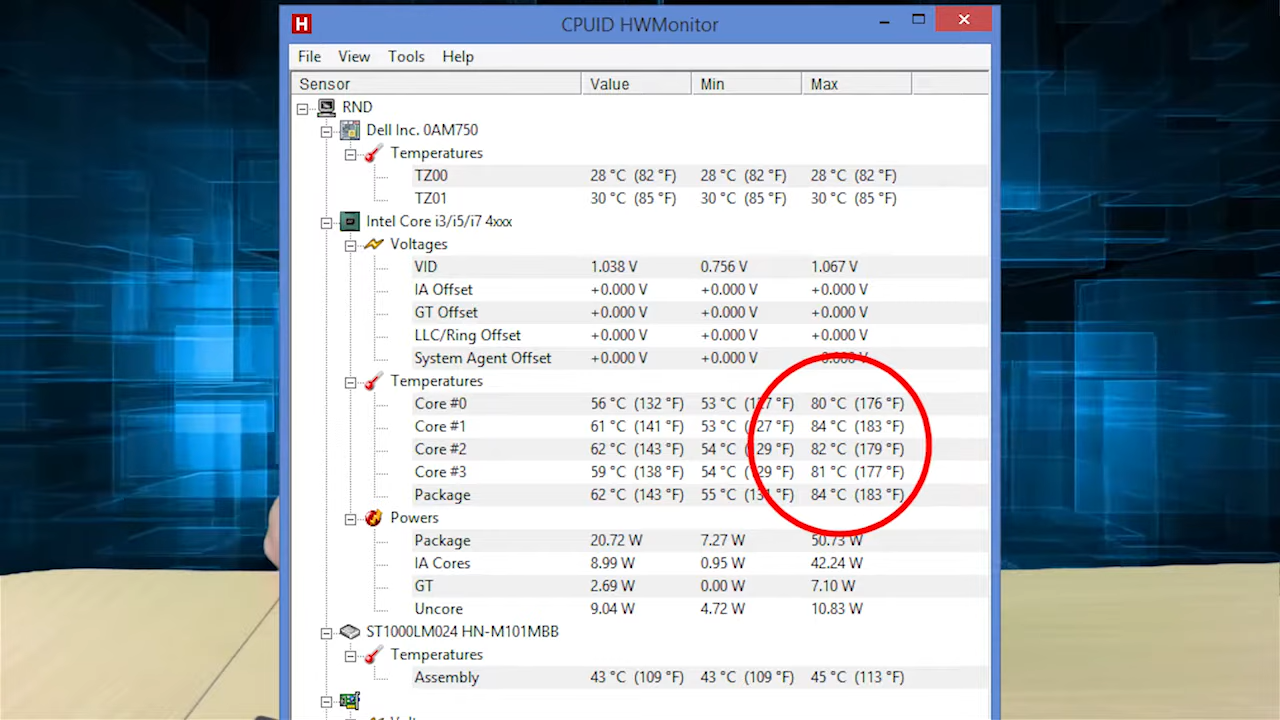 H CPUID HWMonitor
File View Tools Help
Sensor Value Min Max
RND
Dell Inc. 0AM750
Temperatures
TZ00 28 °C (82 °F) 28 °C (82 °F) 28 °C (82 °F)
TZ01 30 °C (85 °F) 30 °C (85 °F) 30 °C (85 °F)
Intel Core i3/i5/i7 4xxx
Voltages
VID 1.038 V 0.756 V 1.067 V
IA Offset +0.000 V +0.000 V +0.000 V
GT Offset +0.000 V +0.000 V +0.000 V
LLC/Ring Offset +0.000 V +0.000 V +0.000 V
System Agent Offset +0.000 V +0.000 V +0.000 V
Temperatures
Core #0 56 °C (132 °F) 53 °C (127 °F) 80 °C (176 °F)
Core #1 61 °C (141 °F) 53 °C (127 °F) 84 °C (183 °F)
Core #2 62 °C (143 °F) 54 °C (129 °F) 82 °C (179 °F)
Core #3 59 °C (138 °F) 54 °C (129 °F) 81 °C (177 °F)
Package 62 °C (143 °F) 55 °C (131 °F) 84 °C (183 °F)
Powers
Package 20.72 W 7.27 W 50.73 W
IA Cores 8.99 W 0.95 W 42.24 W
GT 2.69 W 0.00 W 7.10 W
Uncore 9.04 W 4.72 W 10.83 W
ST1000LM024 HN-M101MBB
Temperatures
Assembly 43 °C (109 °F) 43 °C (109 °F) 45 °C (113 °F)